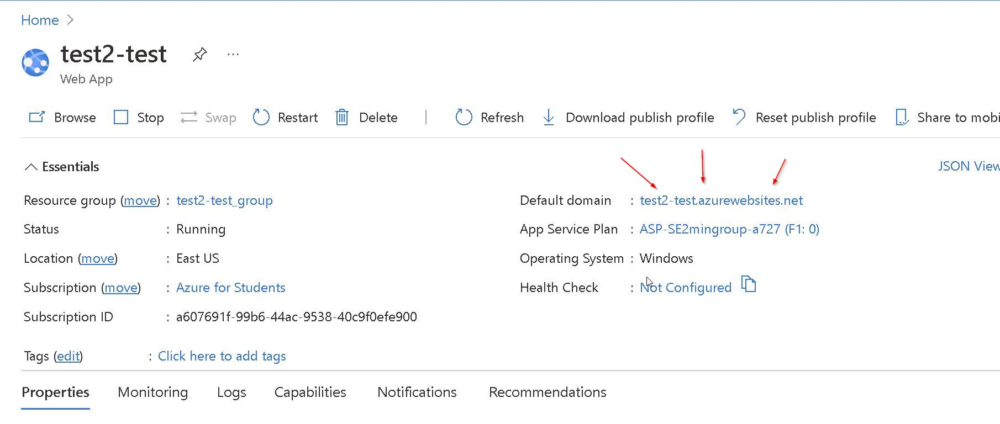 Home
test2-test
Web App
Browse Stop Swap Restart Delete Refresh Download publish profile Reset publish profile Share to mobi
Essentials JSON View
Resource group (move) : test2-test_group
Status : Running
Location (move) : East US
Subscription (move) : Azure for Students
Subscription ID : a607691f-99b6-44ac-9538-40c9f0efe900
Default domain : test2-test.azurewebsites.net
App Service Plan : ASP-SE2mingroup-a727 (F1: 0)
Operating System : Windows
Health Check : Not Configured
Tags (edit) : Click here to add tags
Properties Monitoring Logs Capabilities Notifications Recommendations